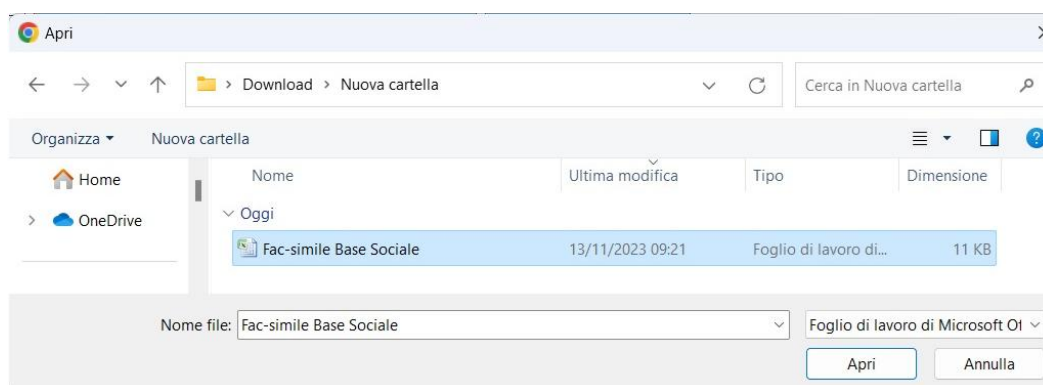 Apri
Download > Nuova cartella
Cerca in Nuova cartella
Organizza Nuova cartella
Home
OneDrive
Nome Ultima modifica Tipo Dimensione
Oggi
Fac-simile Base Sociale 13/11/2023 09:21 Foglio di lavoro di... 11 KB
Nome file: Fac-simile Base Sociale Foglio di lavoro di Microsoft Of
Apri Annulla